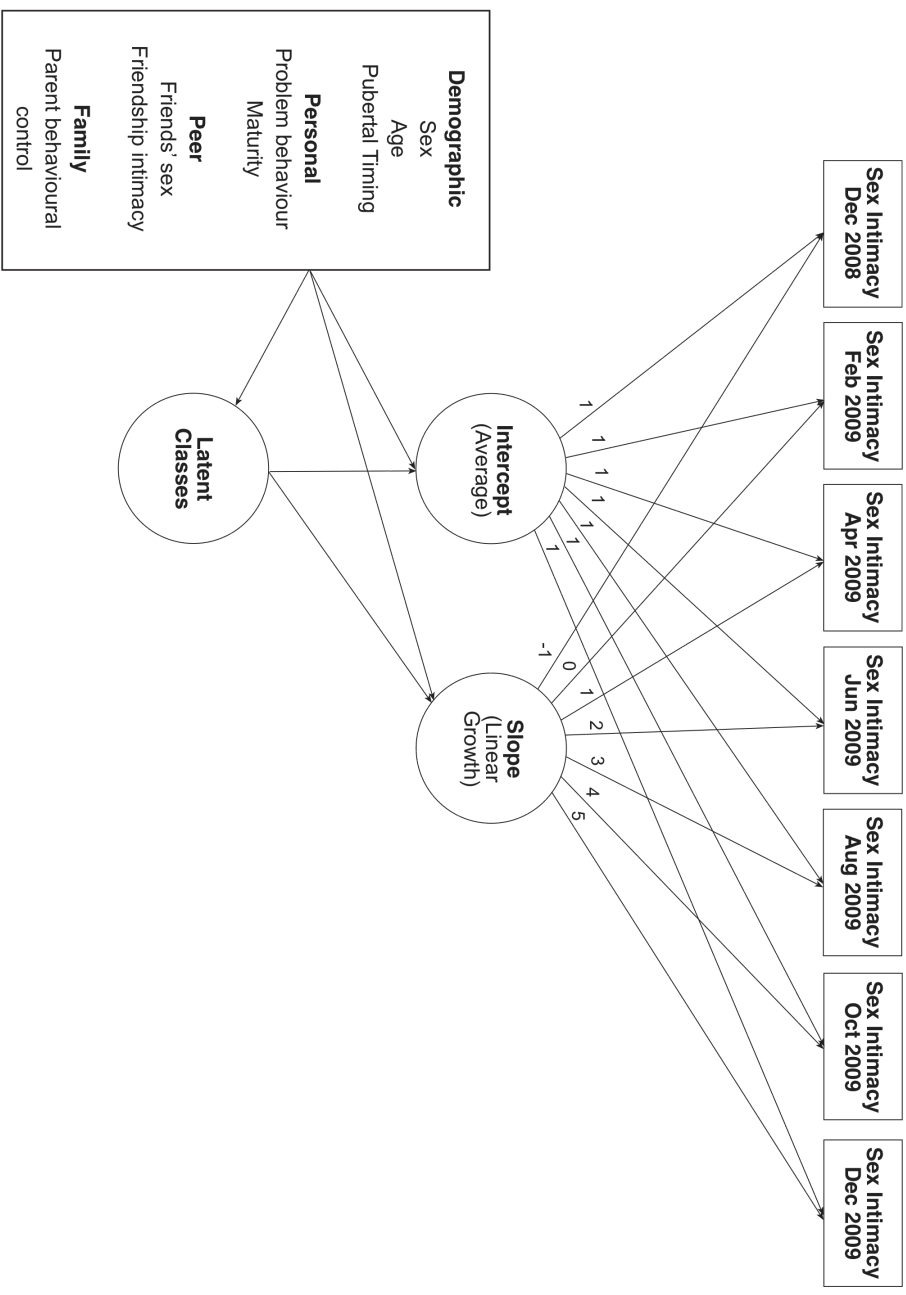 Sex Intimacy
Dec 2008
Sex Intimacy
Feb 2009
Sex Intimacy
Apr 2009
Sex Intimacy
Jun 2009
Sex Intimacy
Aug 2009
Sex Intimacy
Oct 2009
Sex Intimacy
Dec 2009
1
1
1
1
1
1
1
-1
0
1
2
3
4
5
Intercept
(Average)
Slope
(Linear
Growth)
Demographic
Sex
Age
Pubertal Timing
Personal
Problem behaviour
Maturity
Peer
Friends' sex
Friendship intimacy
Family
Parent behavioural
control
Latent
Classes